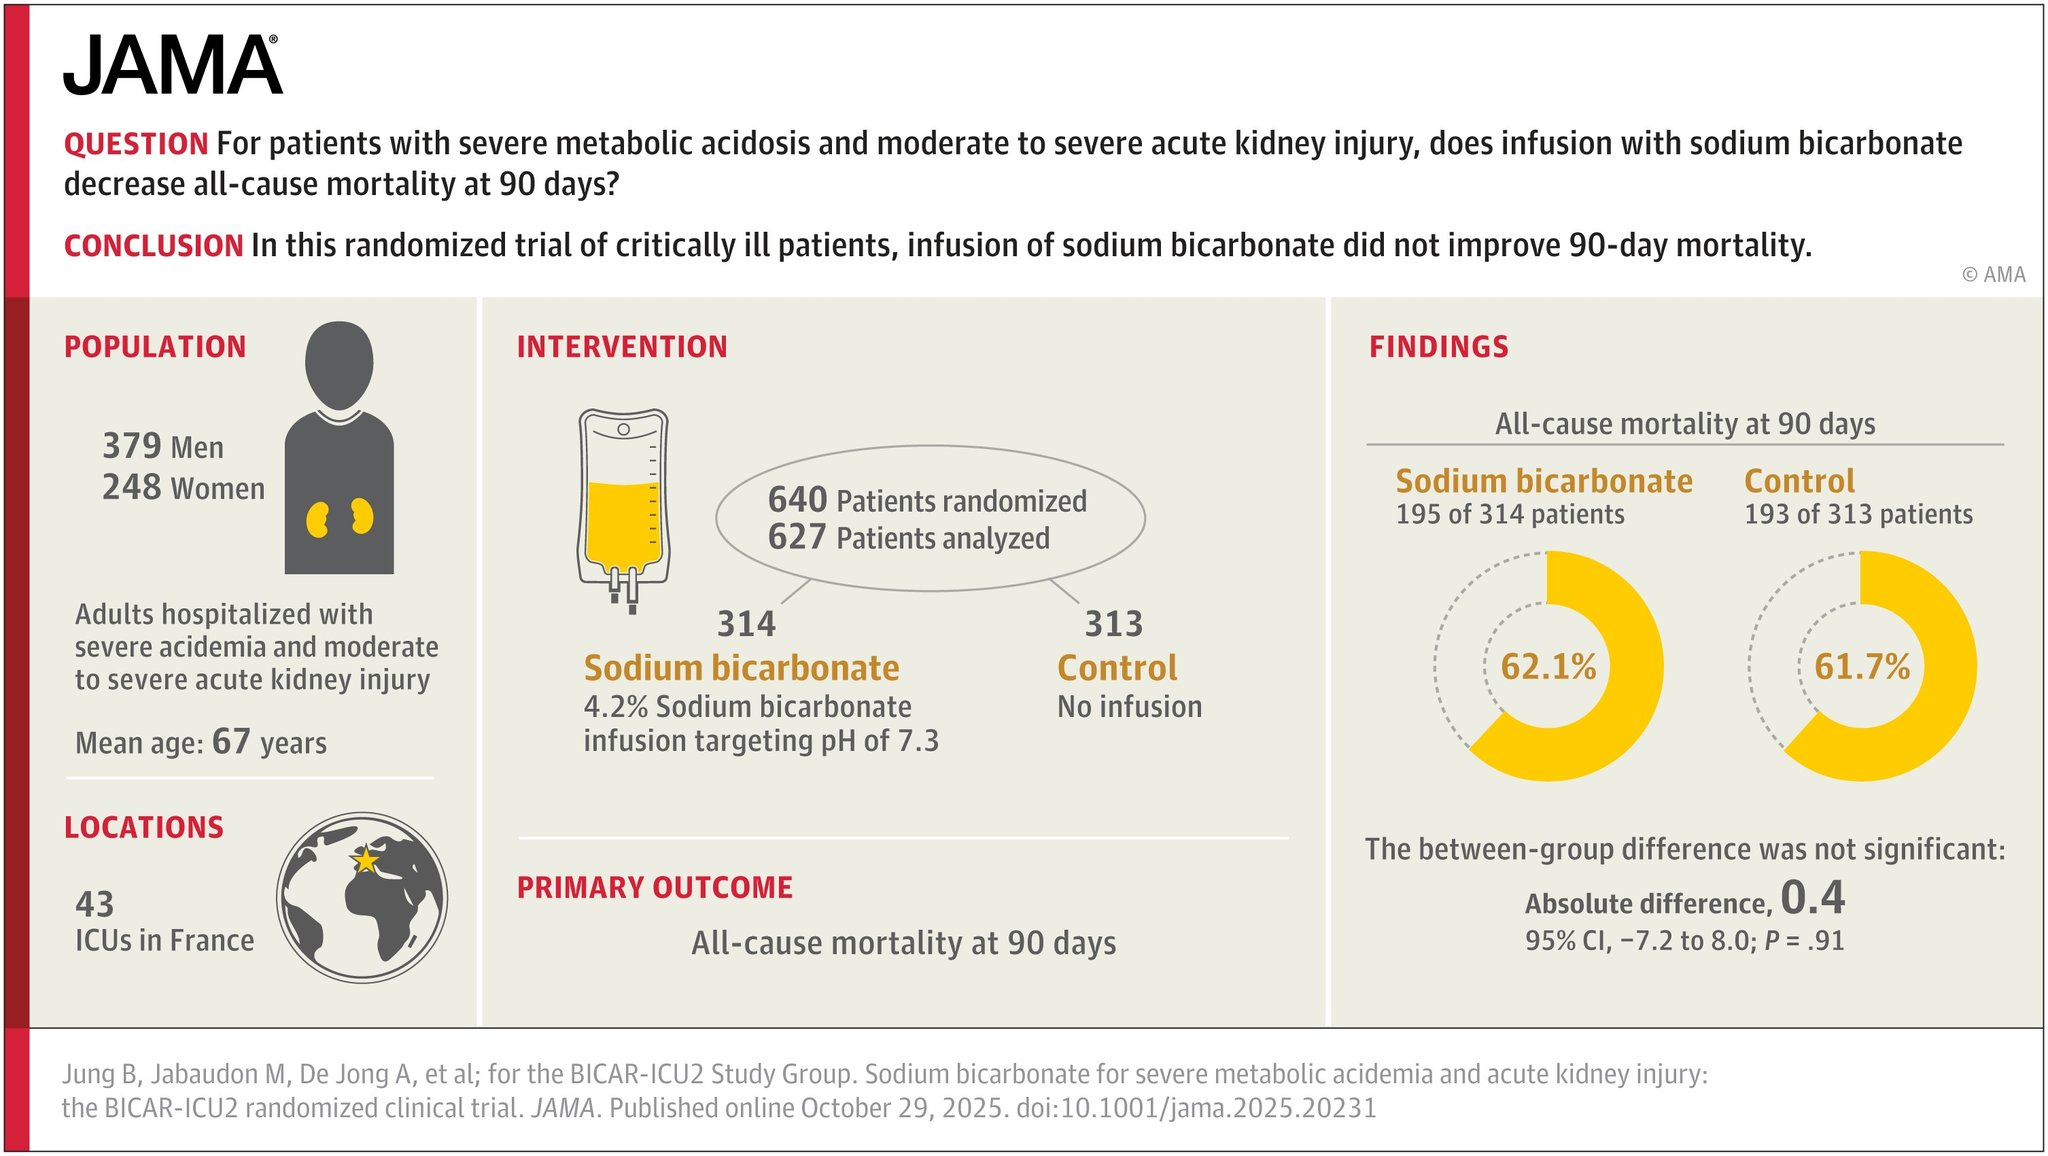 JAMA®
QUESTION For patients with severe metabolic acidosis and moderate to severe acute kidney injury, does infusion with sodium bicarbonate
decrease all-cause mortality at 90 days?
CONCLUSION In this randomized trial of critically ill patients, infusion of sodium bicarbonate did not improve 90-day mortality.
© AMA
POPULATION
379 Men
248 Women
Adults hospitalized with
severe acidemia and moderate
to severe acute kidney injury
Mean age: 67 years
LOCATIONS
43
ICUs in France
INTERVENTION
640 Patients randomized
627 Patients analyzed
314
Sodium bicarbonate
4.2% Sodium bicarbonate
infusion targeting pH of 7.3
313
Control
No infusion
PRIMARY OUTCOME
All-cause mortality at 90 days
FINDINGS
All-cause mortality at 90 days
Sodium bicarbonate
195 of 314 patients
62.1%
Control
193 of 313 patients
61.7%
The between-group difference was not significant:
Absolute difference, 0.4
95% CI, −7.2 to 8.0; P = .91
Jung B, Jabaudon M, De Jong A, et al; for the BICAR-ICU2 Study Group. Sodium bicarbonate for severe metabolic acidemia and acute kidney injury:
the BICAR-ICU2 randomized clinical trial. JAMA. Published online October 29, 2025. doi:10.1001/jama.2025.20231